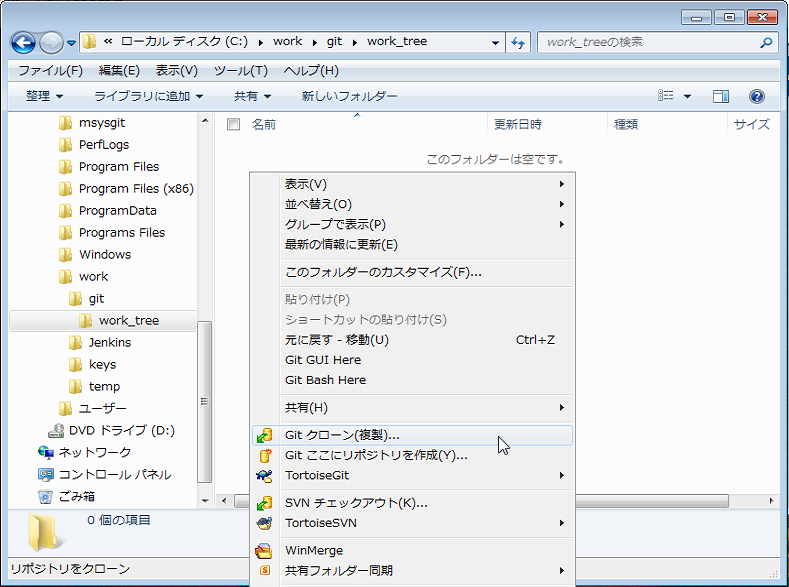 « ローカル ディスク (C:) ▸ work ▸ git ▸ work_tree
work_treeの検索
ファイル(F) 編集(E) 表示(V) ツール(T) ヘルプ(H)
整理 ライブラリに追加 共有 新しいフォルダー
名前 更新日時 種類 サイズ
このフォルダーは空です。
msysgit
PerfLogs
Program Files
Program Files (x86)
ProgramData
Programs Files
Windows
work
git
work_tree
Jenkins
keys
temp
ユーザー
DVD ドライブ (D:)
ネットワーク
コントロール パネル
ごみ箱
表示(V)
並べ替え(O)
グループで表示(P)
最新の情報に更新(E)
このフォルダーのカスタマイズ(F)...
貼り付け(P)
ショートカットの貼り付け(S)
元に戻す - 移動(U) Ctrl+Z
Git GUI Here
Git Bash Here
共有(H)
Git クローン(複製)...
Git ここにリポジトリを作成(Y)...
TortoiseGit
SVN チェックアウト(K)...
TortoiseSVN
WinMerge
共有フォルダー同期
0 個の項目
リポジトリをクローン